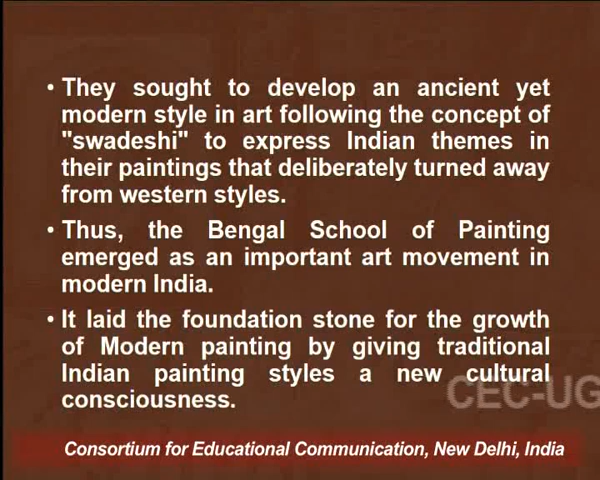 • They sought to develop an ancient yet
modern style in art following the concept of
"swadeshi" to express Indian themes in
their paintings that deliberately turned away
from western styles.
• Thus, the Bengal School of Painting
emerged as an important art movement in
modern India.
• It laid the foundation stone for the growth
of Modern painting by giving traditional
Indian painting styles a new cultural
consciousness.
CEC-UG
Consortium for Educational Communication, New Delhi, India